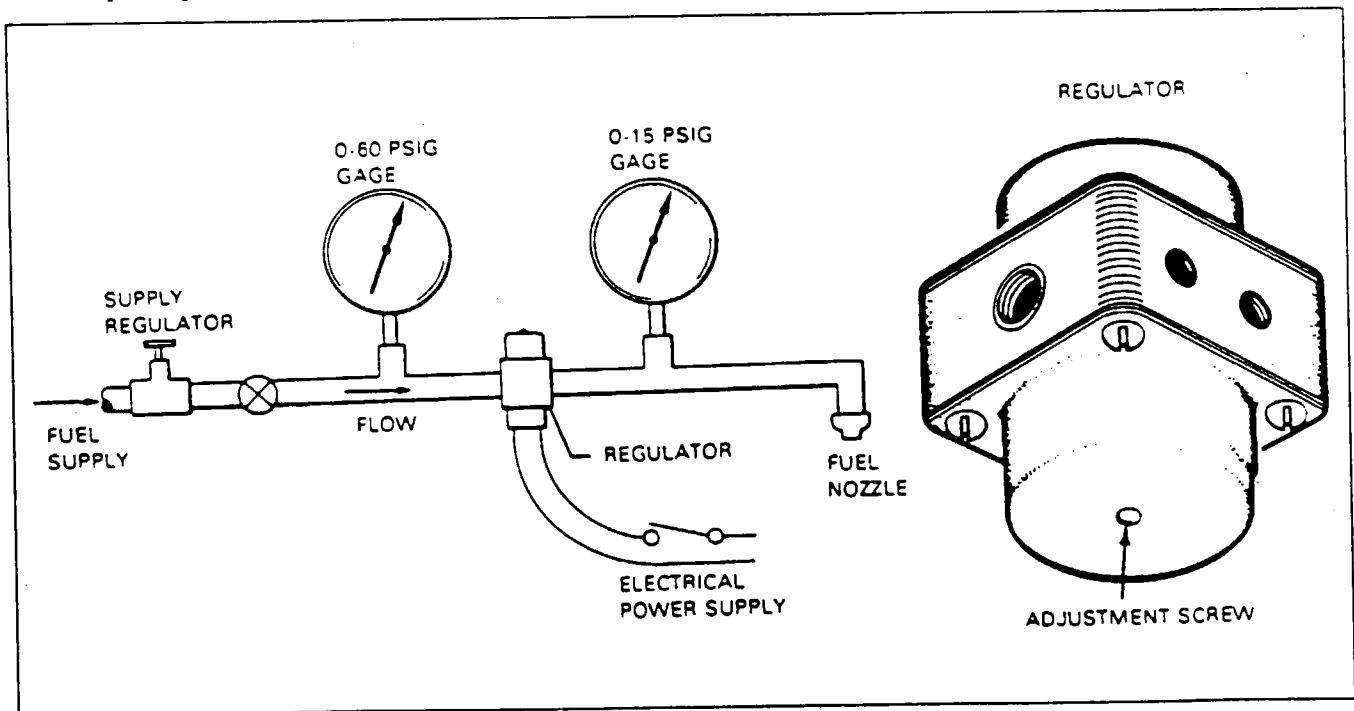 REGULATOR
0-60 PSIG
GAGE
0-15 PSIG
GAGE
SUPPLY
REGULATOR
FUEL
SUPPLY
FLOW
REGULATOR
FUEL
NOZZLE
ELECTRICAL
POWER SUPPLY
ADJUSTMENT SCREW